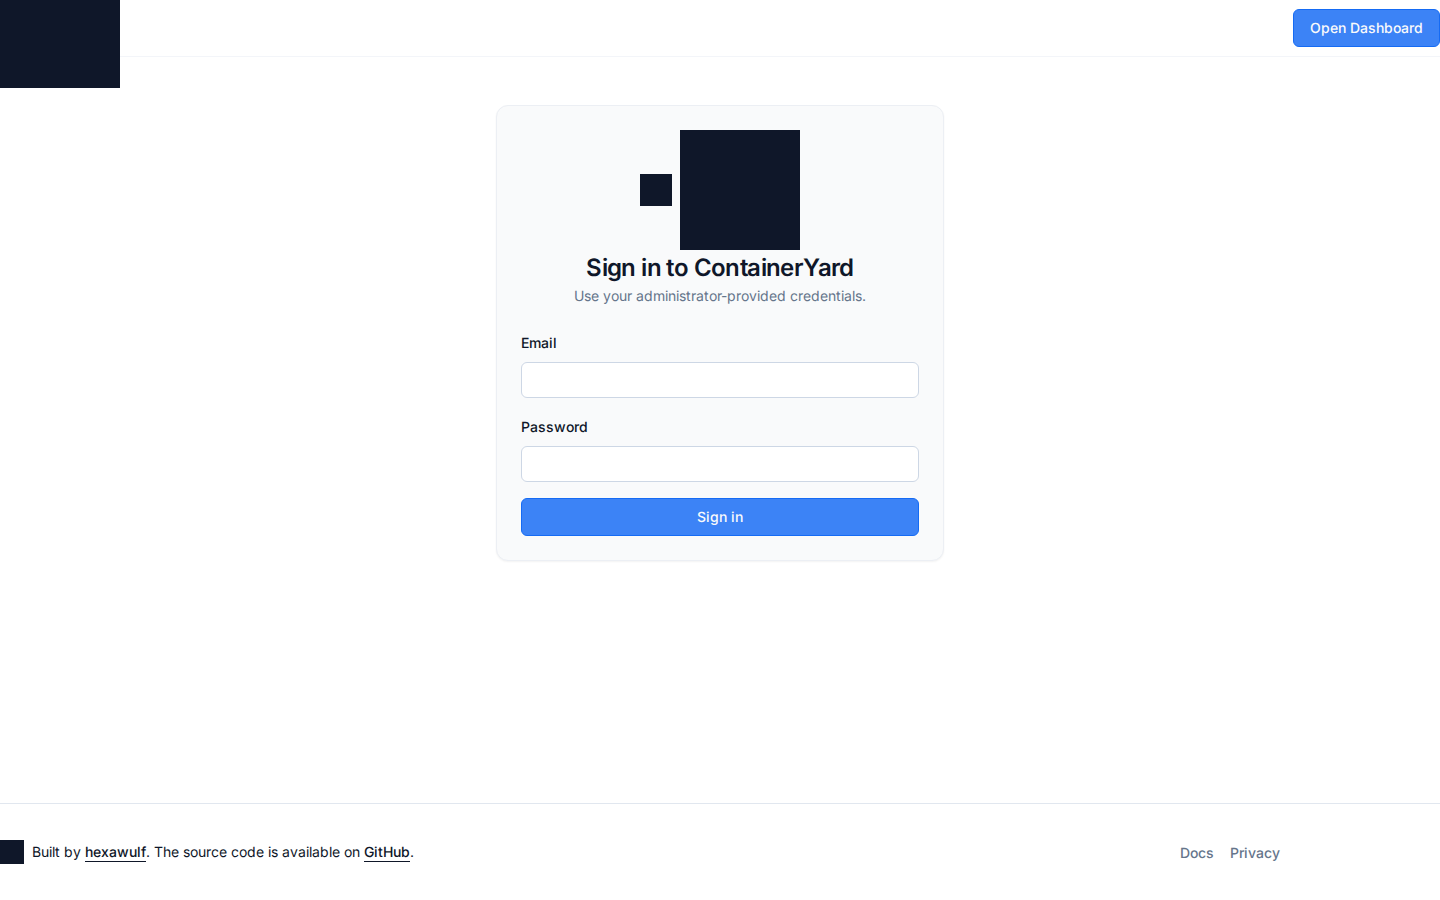 Open Dashboard
Sign in to ContainerYard
Use your administrator-provided credentials.
Email
Password
Sign in
Built by hexawulf. The source code is available on GitHub.
Docs Privacy